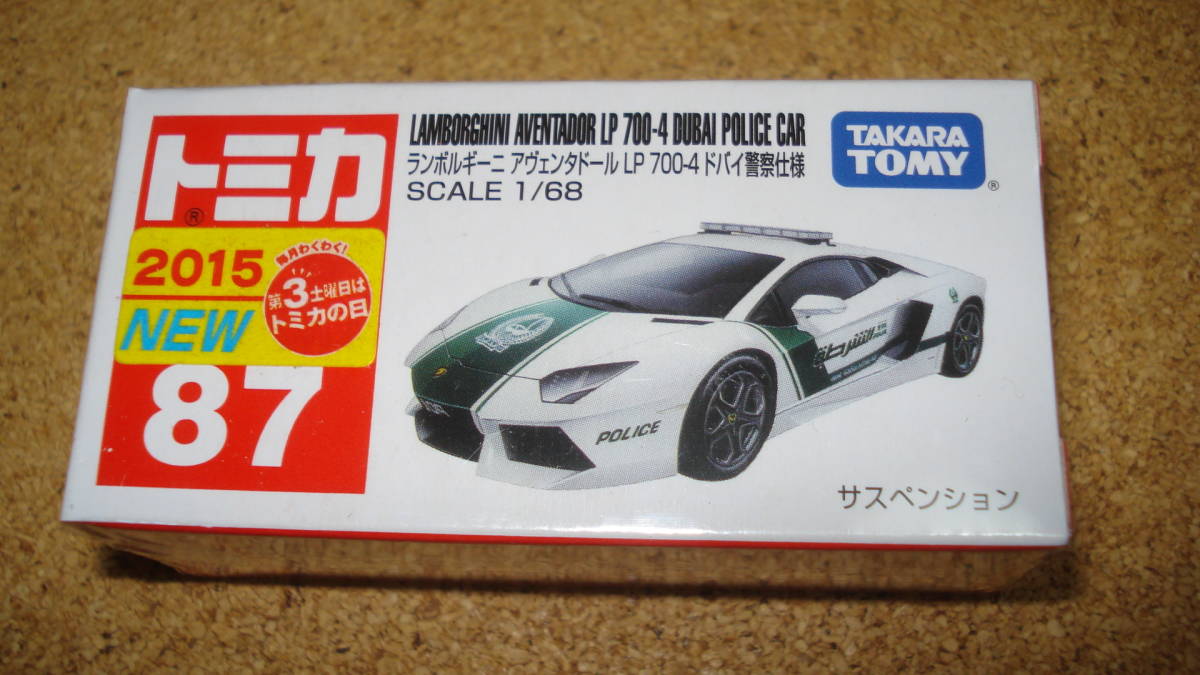 トミカ
®
2015
NEW
毎月わくわく!
第3土曜日は
トミカの日
87
LAMBORGHINI AVENTADOR LP 700-4 DUBAI POLICE CAR
ランボルギーニ アヴェンタドール LP 700-4 ドバイ警察仕様
SCALE 1/68
TAKARA
TOMY
®
POLICE
サスペンション